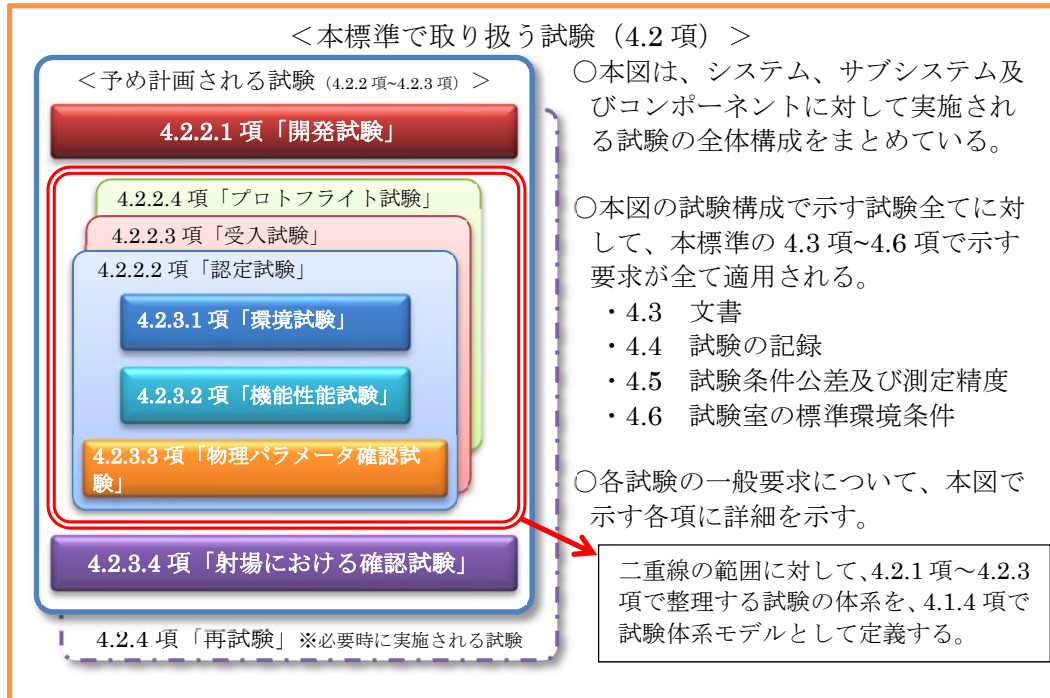 ＜本標準で取り扱う試験（4.2 項）＞
＜予め計画される試験（4.2.2 項~4.2.3 項）＞
4.2.2.1 項「開発試験」
4.2.2.4 項「プロトフライト試験」
4.2.2.3 項「受入試験」
4.2.2.2 項「認定試験」
4.2.3.1 項「環境試験」
4.2.3.2 項「機能性能試験」
4.2.3.3 項「物理パラメータ確認試
験」
4.2.3.4 項「射場における確認試験」
4.2.4 項「再試験」※必要時に実施される試験
○本図は、システム、サブシステム及
びコンポーネントに対して実施され
る試験の全体構成をまとめている。
○本図の試験構成で示す試験全てに対
して、本標準の 4.3 項~4.6 項で示す
要求が全て適用される。
・4.3　文書
・4.4　試験の記録
・4.5　試験条件公差及び測定精度
・4.6　試験室の標準環境条件
○各試験の一般要求について、本図で
示す各項に詳細を示す。
二重線の範囲に対して、4.2.1 項～4.2.3
項で整理する試験の体系を、4.1.4 項で
試験体系モデルとして定義する。